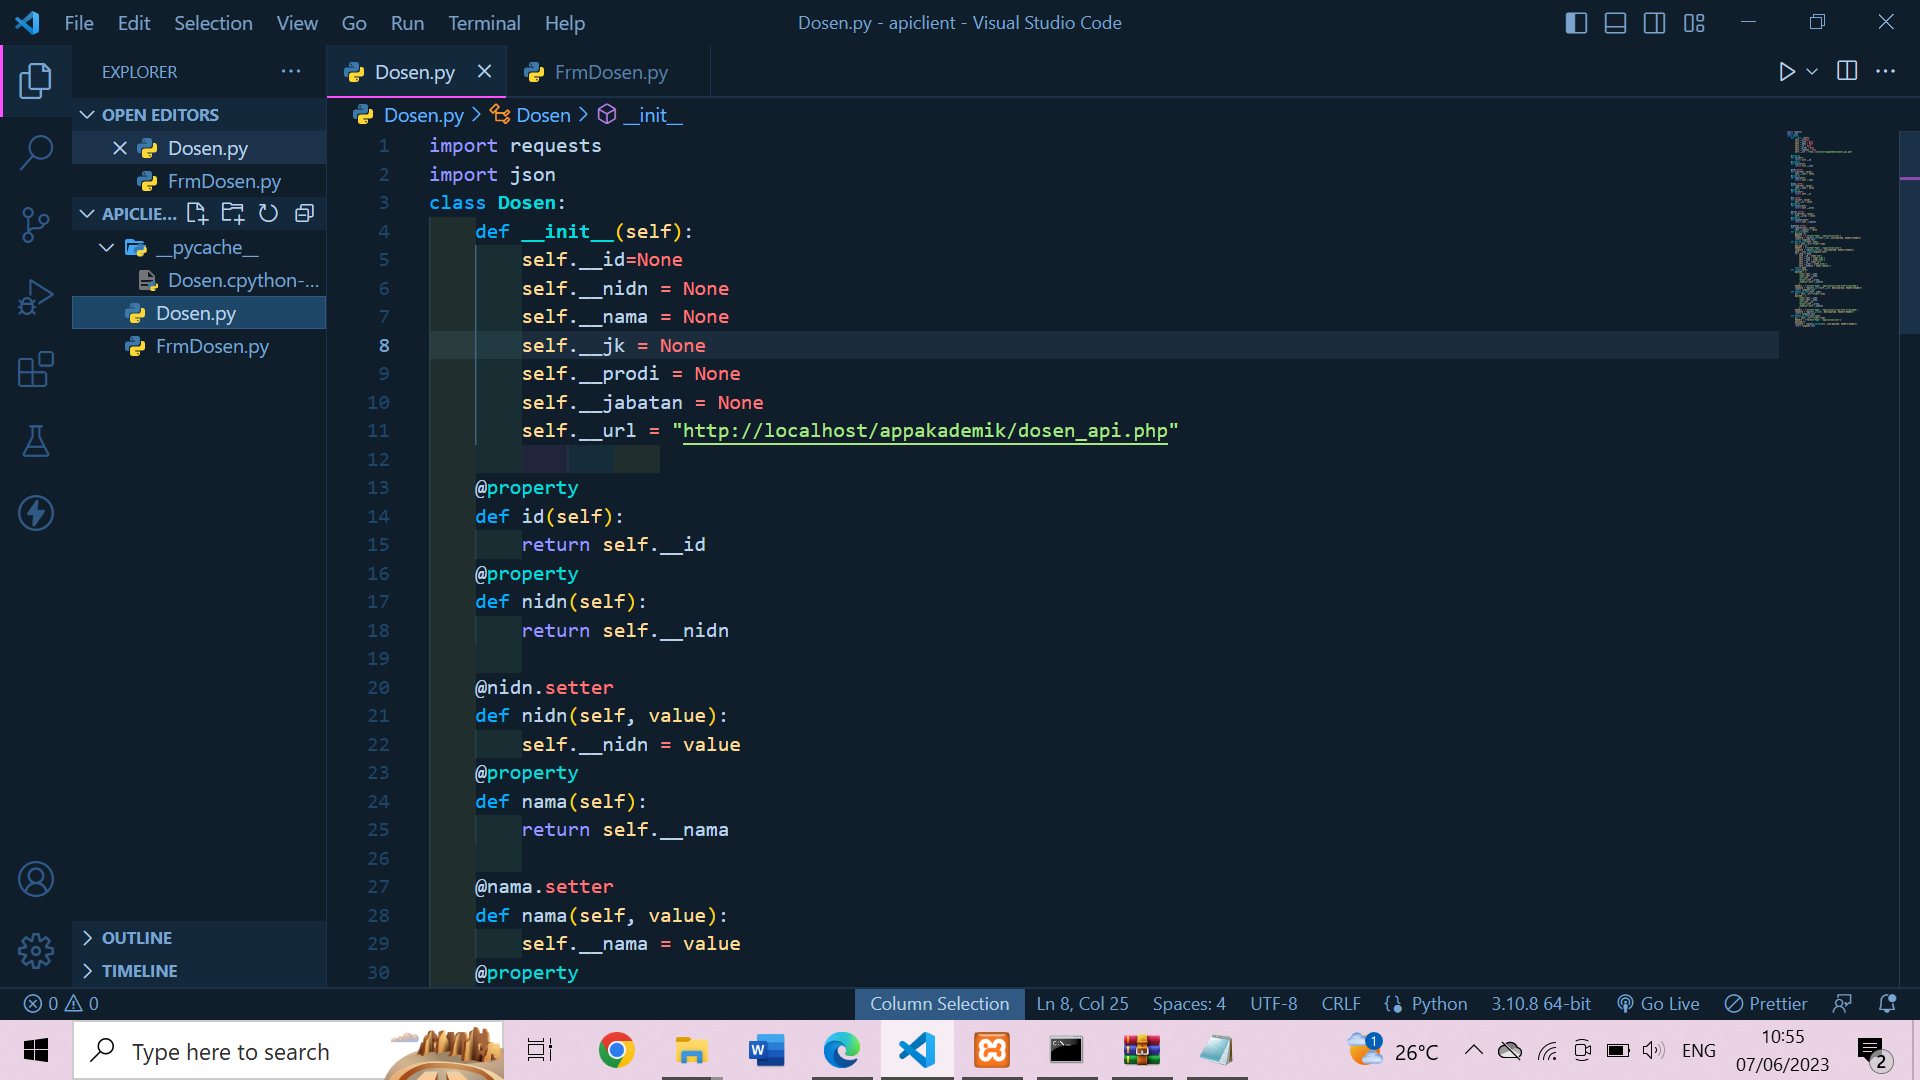 File Edit Selection View Go Run Terminal Help
Dosen.py - apiclient - Visual Studio Code
EXPLORER
Dosen.py
FrmDosen.py
OPEN EDITORS
Dosen.py
FrmDosen.py
APICLIE...
__pycache__
Dosen.cpython-...
Dosen.py
FrmDosen.py
OUTLINE
TIMELINE
Dosen.py > Dosen > __init__
1 import requests
2 import json
3 class Dosen:
4 def __init__(self):
5 self.__id=None
6 self.__nidn = None
7 self.__nama = None
8 self.__jk = None
9 self.__prodi = None
10 self.__jabatan = None
11 self.__url = "http://localhost/appakademik/dosen_api.php"
12
13 @property
14 def id(self):
15 return self.__id
16 @property
17 def nidn(self):
18 return self.__nidn
19
20 @nidn.setter
21 def nidn(self, value):
22 self.__nidn = value
23 @property
24 def nama(self):
25 return self.__nama
26
27 @nama.setter
28 def nama(self, value):
29 self.__nama = value
30 @property
0 0
Column Selection Ln 8, Col 25 Spaces: 4 UTF-8 CRLF Python 3.10.8 64-bit Go Live Prettier
Type here to search
1
26°C
ENG
10:55
07/06/2023
2